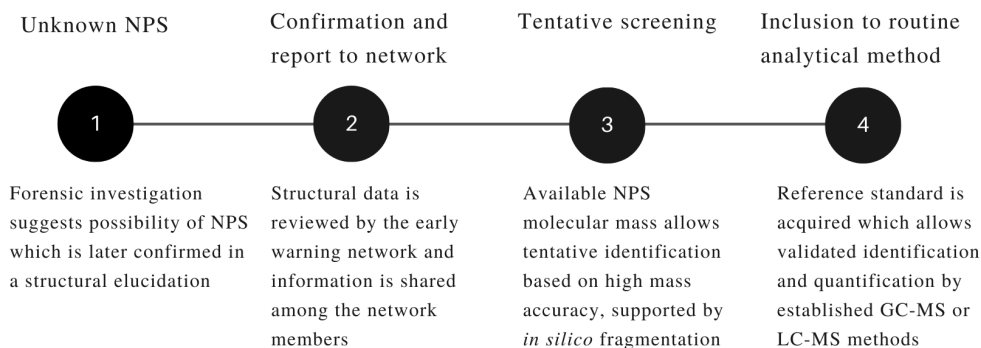 Unknown NPS
Confirmation and
report to network
Tentative screening
Inclusion to routine
analytical method
1
2
3
4
Forensic investigation
suggests possibility of NPS
which is later confirmed in
a structural elucidation
Structural data is
reviewed by the early
warning network and
information is shared
among the network
members
Available NPS
molecular mass allows
tentative identification
based on high mass
accuracy, supported by
in silico fragmentation
Reference standard is
acquired which allows
validated identification
and quantification by
established GC-MS or
LC-MS methods